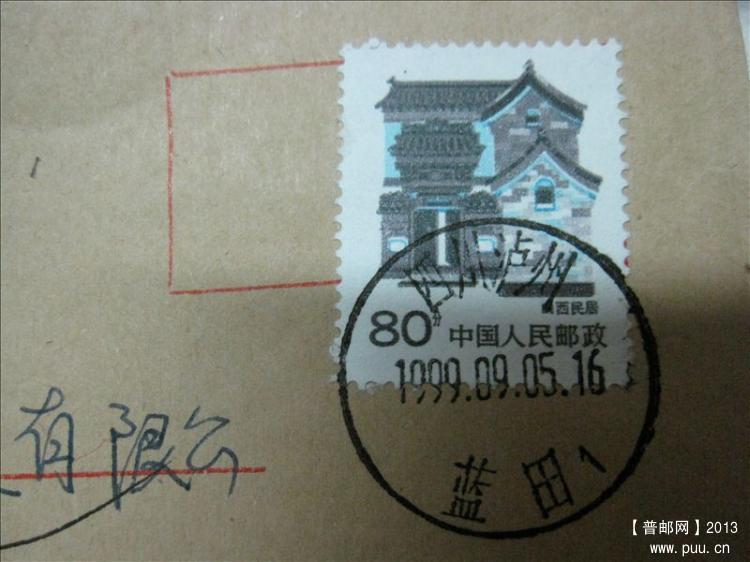 四川泸州
陕西民居
80分 中国人民邮政
1999.09.05.16
蓝田1
有限公
【普邮网】2013
www.puu.cn